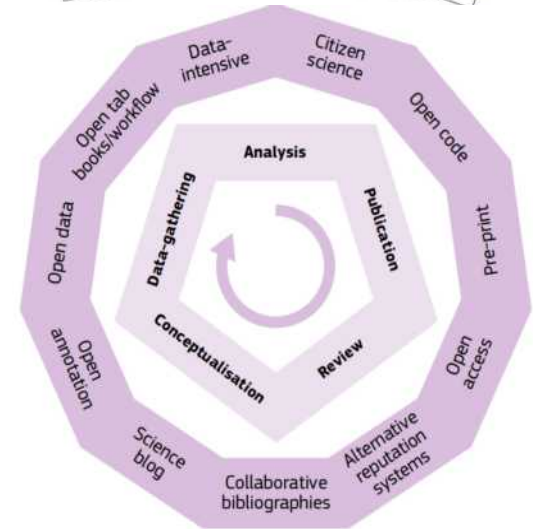 Data-
intensive
Citizen
science
Open code
Pre-print
Open
access
Alternative
reputation
systems
Collaborative
bibliographies
Science
blog
Open
annotation
Open data
Open tab
books/workflow
Analysis
Publication
Review
Conceptualisation
Data-gathering